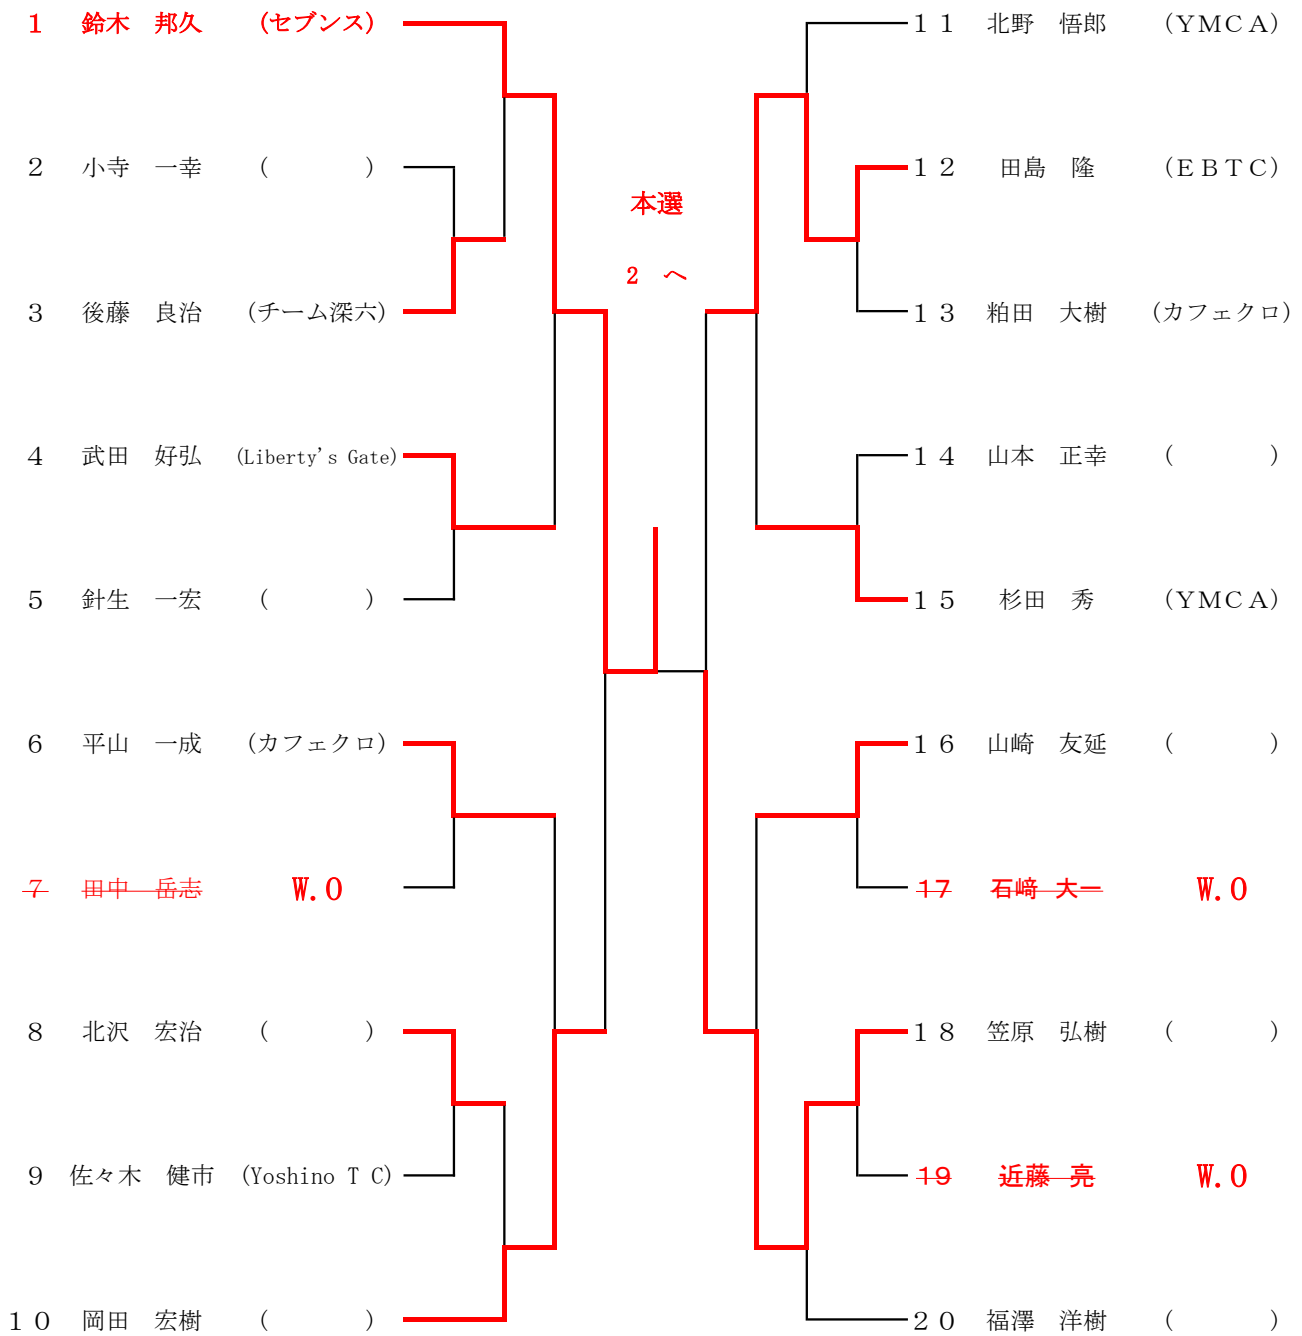 1 鈴木 邦久 (セブンス)
2 小寺 一幸 ( )
3 後藤 良治 (チーム深六)
4 武田 好弘 (Liberty's Gate)
5 針生 一宏 ( )
6 平山 一成 (カフェクロ)
7 田中 岳志 W.O
8 北沢 宏治 ( )
9 佐々木 健市 (Yoshino T C)
10 岡田 宏樹 ( )
本選
2 へ
11 北野 悟郎 (YMCA)
12 田島 隆 (EBTC)
13 粕田 大樹 (カフェクロ)
14 山本 正幸 ( )
15 杉田 秀 (YMCA)
16 山崎 友延 ( )
17 石﨑 大一 W.O
18 笠原 弘樹 ( )
19 近藤 亮 W.O
20 福澤 洋樹 ( )